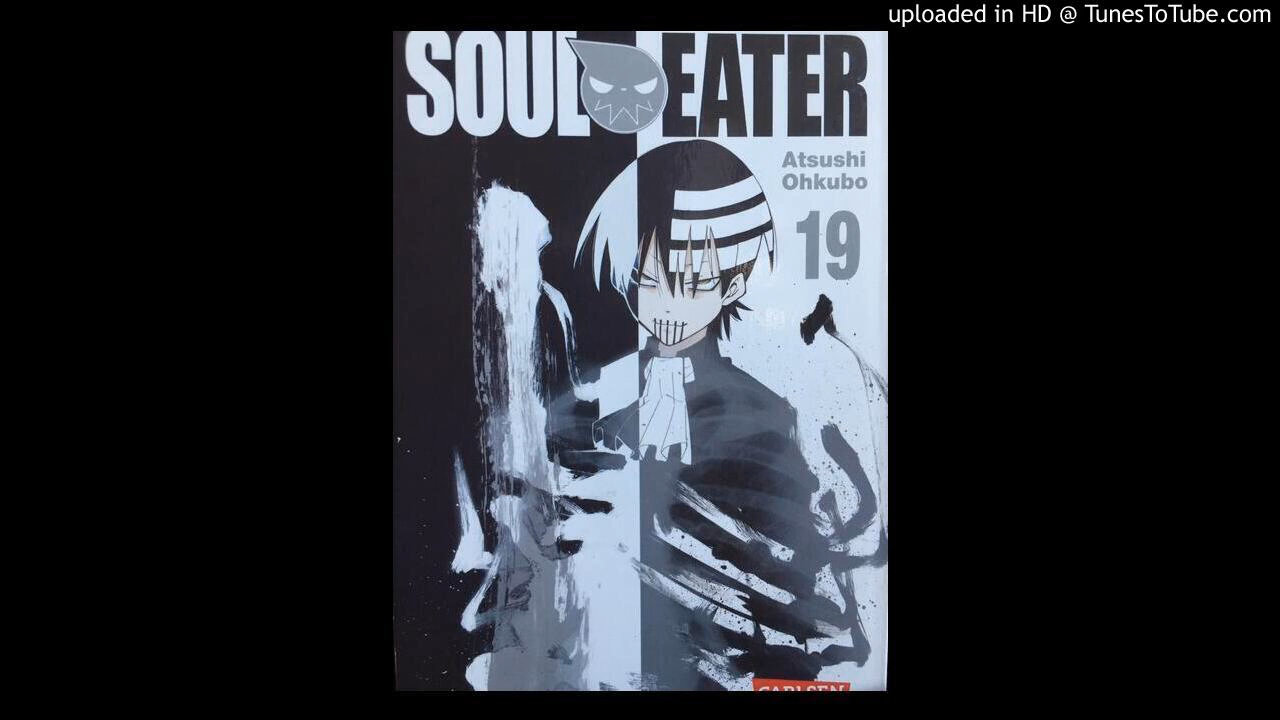 uploaded in HD @ TunesToTube.com
SOUL EATER
Atsushi
Ohkubo
19
CARLSEN